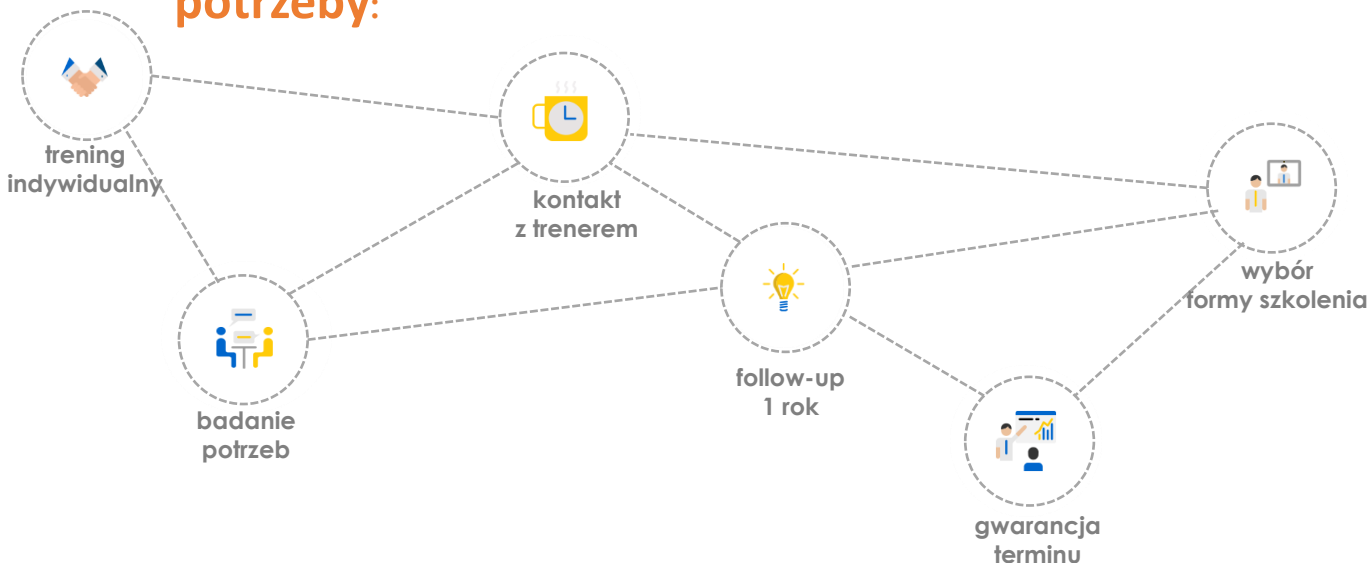 potrzeby:
trening
indywidualny
kontakt
z trenerem
wybór
formy szkolenia
follow-up
1 rok
badanie
potrzeb
gwarancja
terminu